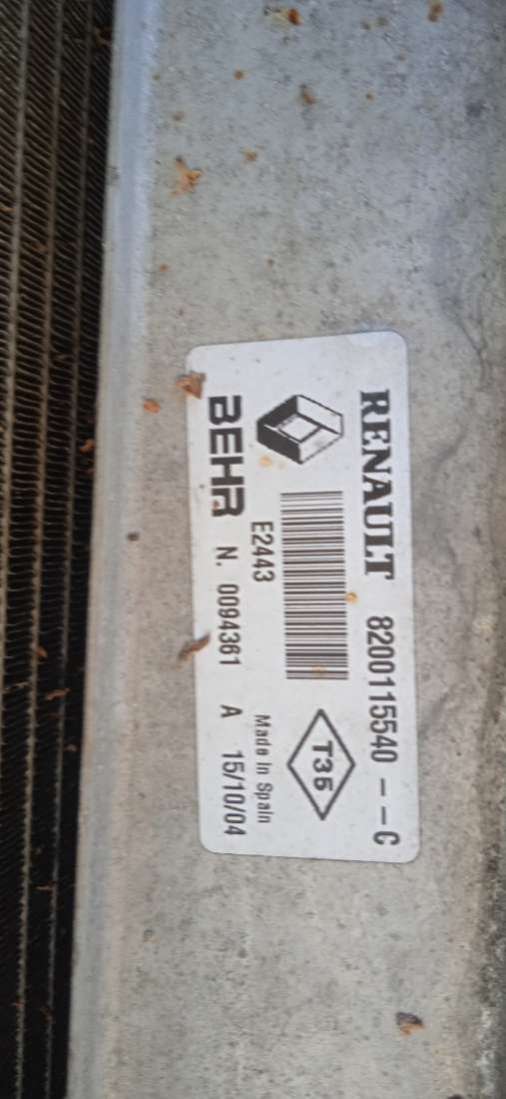 RENAULT 8200115540 -- C
T35
E2443
Made In Spain
BEHR N. 0094361 A 15/10/04